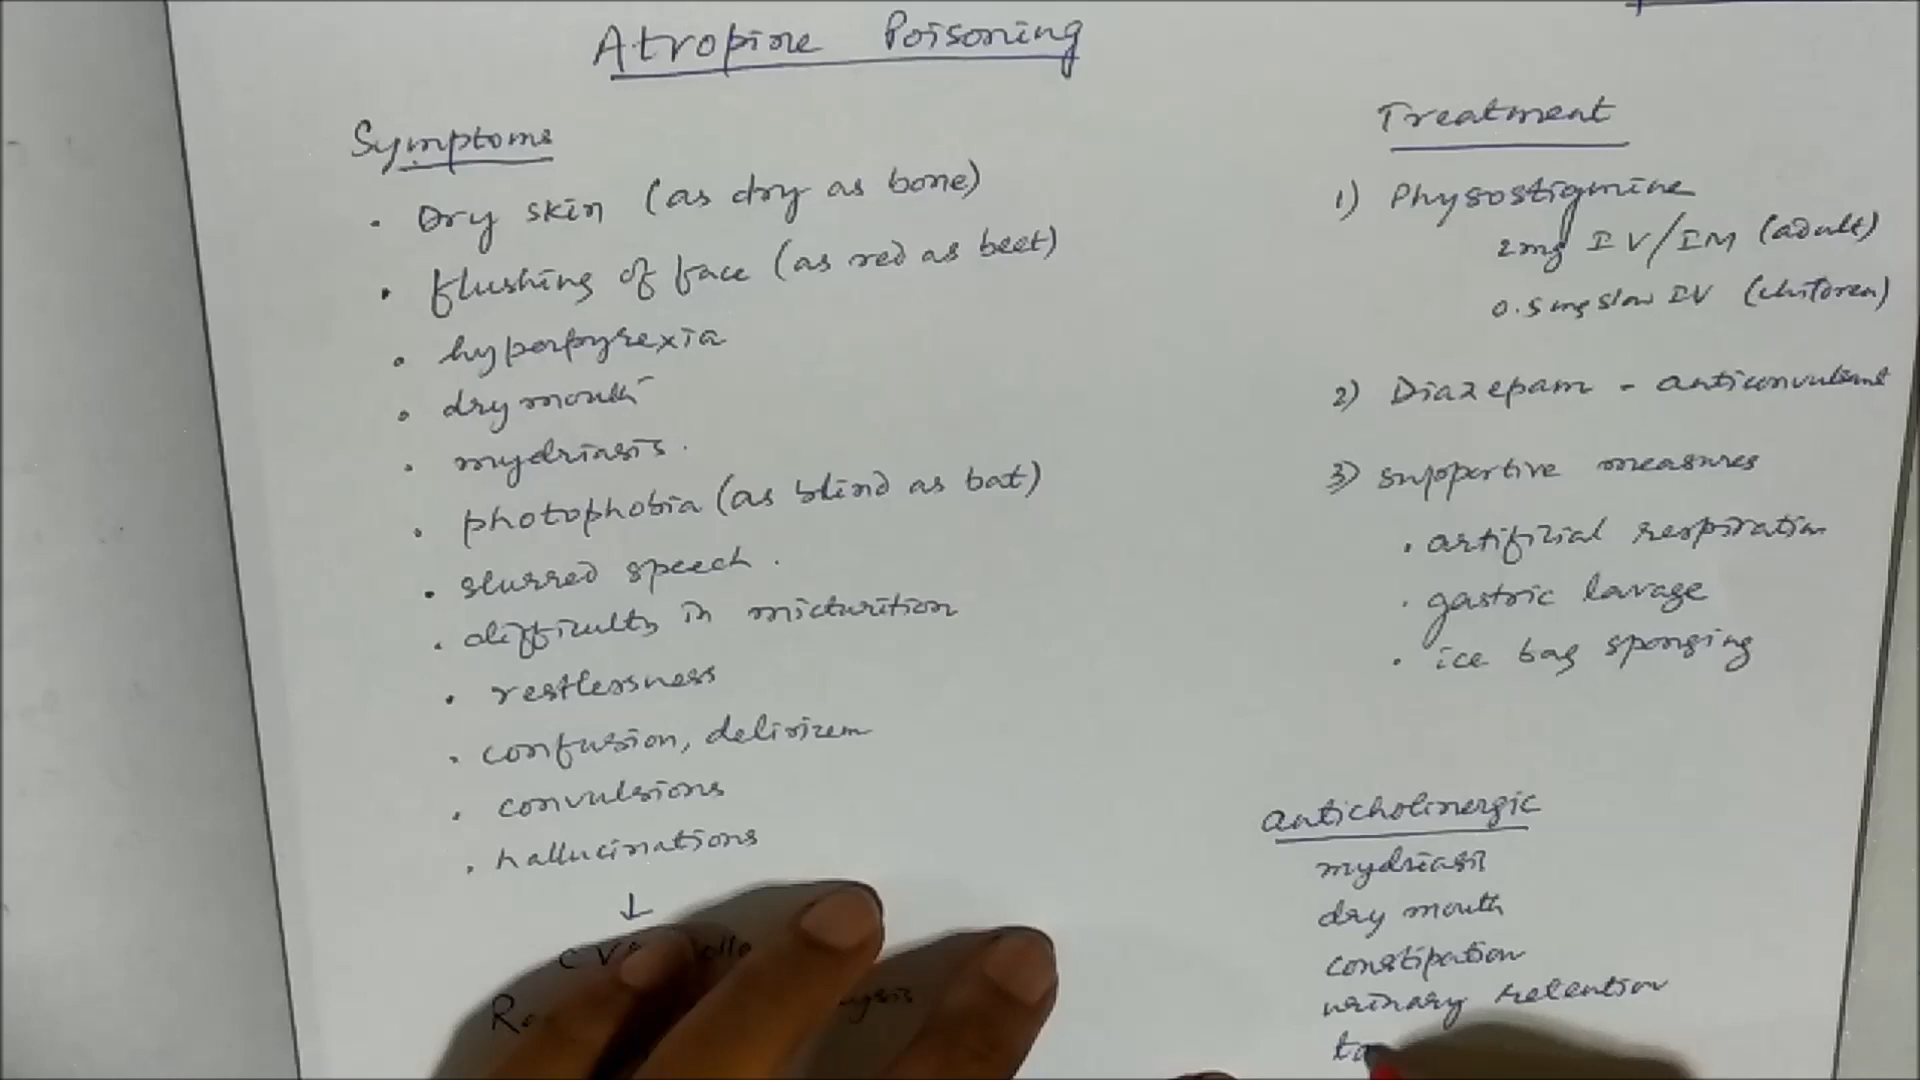 Atropine Poisoning
Symptoms
• Dry skin (as dry as bone)
• flushing of face (as red as beet)
• hyperpyrexia
• dry mouth
• mydriasis.
• photophobia (as blind as bat)
• slurred speech.
• difficulty in micturition
• restlessness
• confusion, delirium
• convulsions
• hallucinations
↓
Treatment
1) Physostigmine
2mg IV/IM (adult)
0.5mg slow IV (children)
2) Diazepam - anticonvulsant
3) supportive measures
• artificial respiration
• gastric lavage
• ice bag sponging
anticholinergic
mydriasis
dry mouth
constipation
urinary retention